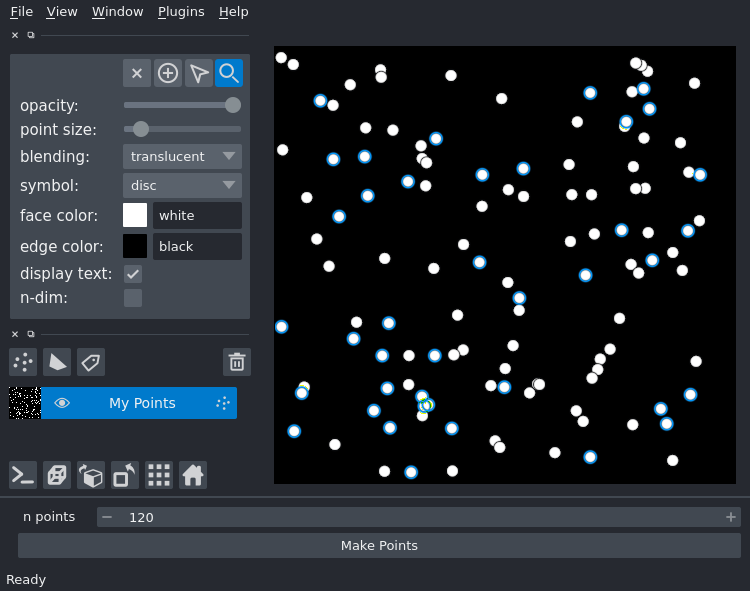 File View Window Plugins Help
opacity:
point size:
blending: translucent
symbol: disc
face color: white
edge color: black
display text:
n-dim:
My Points
n points 120
Make Points
Ready